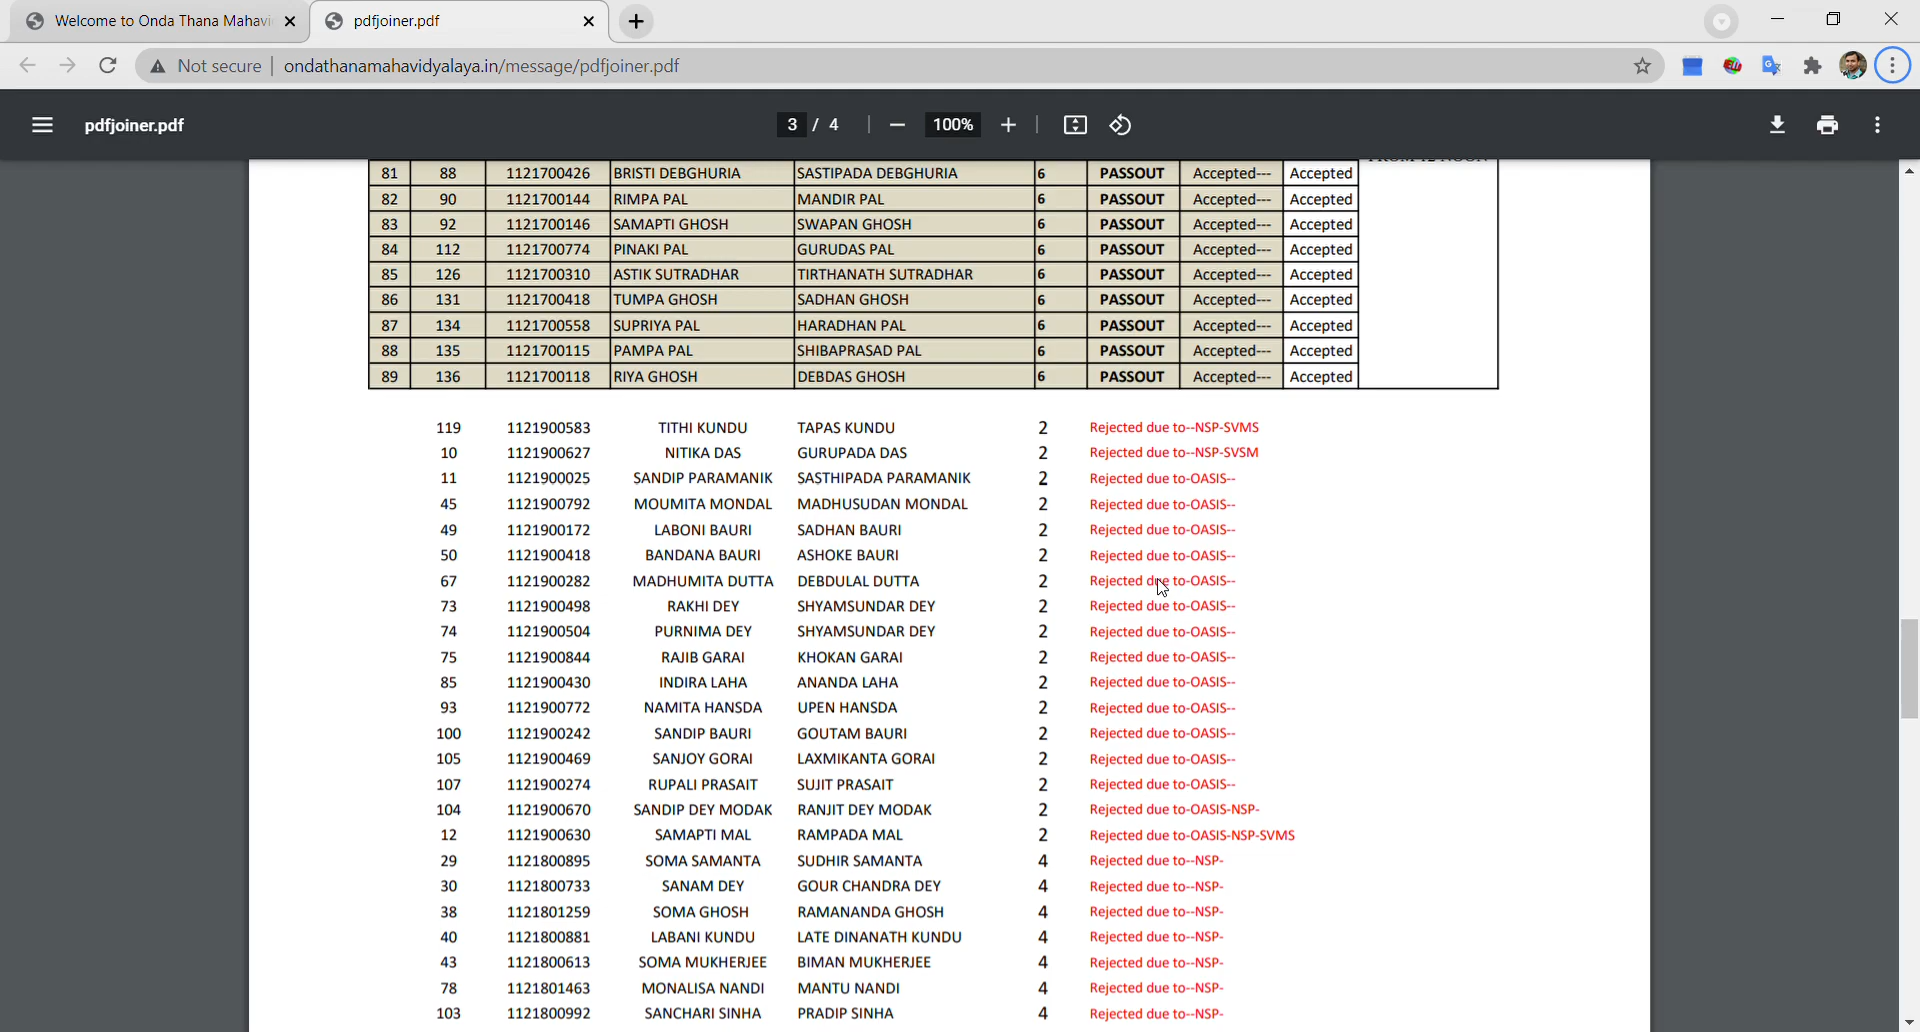 Welcome to Onda Thana Mahavi
pdfjoiner.pdf
Not secure ondathanamahavidyalaya.in/message/pdfjoiner.pdf
pdfjoiner.pdf 3 / 4 100%
81 88 1121700426 BRISTI DEBGHURIA SASTIPADA DEBGHURIA 6 PASSOUT Accepted--- Accepted
82 90 1121700144 RIMPA PAL MANDIR PAL 6 PASSOUT Accepted--- Accepted
83 92 1121700146 SAMAPTI GHOSH SWAPAN GHOSH 6 PASSOUT Accepted--- Accepted
84 112 1121700774 PINAKI PAL GURUDAS PAL 6 PASSOUT Accepted--- Accepted
85 126 1121700310 ASTIK SUTRADHAR TIRTHANATH SUTRADHAR 6 PASSOUT Accepted--- Accepted
86 131 1121700418 TUMPA GHOSH SADHAN GHOSH 6 PASSOUT Accepted--- Accepted
87 134 1121700558 SUPRIYA PAL HARADHAN PAL 6 PASSOUT Accepted--- Accepted
88 135 1121700115 PAMPA PAL SHIBAPRASAD PAL 6 PASSOUT Accepted--- Accepted
89 136 1121700118 RIYA GHOSH DEBDAS GHOSH 6 PASSOUT Accepted--- Accepted
119 1121900583 TITHI KUNDU TAPAS KUNDU 2 Rejected due to--NSP-SVMS
10 1121900627 NITIKA DAS GURUPADA DAS 2 Rejected due to--NSP-SVSM
11 1121900025 SANDIP PARAMANIK SASTHIPADA PARAMANIK 2 Rejected due to-OASIS--
45 1121900792 MOUMITA MONDAL MADHUSUDAN MONDAL 2 Rejected due to-OASIS--
49 1121900172 LABONI BAURI SADHAN BAURI 2 Rejected due to-OASIS--
50 1121900418 BANDANA BAURI ASHOKE BAURI 2 Rejected due to-OASIS--
67 1121900282 MADHUMITA DUTTA DEBDULAL DUTTA 2 Rejected due to-OASIS--
73 1121900498 RAKHI DEY SHYAMSUNDAR DEY 2 Rejected due to-OASIS--
74 1121900504 PURNIMA DEY SHYAMSUNDAR DEY 2 Rejected due to-OASIS--
75 1121900844 RAJIB GARAI KHOKAN GARAI 2 Rejected due to-OASIS--
85 1121900430 INDIRA LAHA ANANDA LAHA 2 Rejected due to-OASIS--
93 1121900772 NAMITA HANSDA UPEN HANSDA 2 Rejected due to-OASIS--
100 1121900242 SANDIP BAURI GOUTAM BAURI 2 Rejected due to-OASIS--
105 1121900469 SANJOY GORAI LAXMIKANTA GORAI 2 Rejected due to-OASIS--
107 1121900274 RUPALI PRASAIT SUJIT PRASAIT 2 Rejected due to-OASIS--
104 1121900670 SANDIP DEY MODAK RANJIT DEY MODAK 2 Rejected due to-OASIS-NSP-
12 1121900630 SAMAPTI MAL RAMPADA MAL 2 Rejected due to-OASIS-NSP-SVMS
29 1121800895 SOMA SAMANTA SUDHIR SAMANTA 4 Rejected due to--NSP-
30 1121800733 SANAM DEY GOUR CHANDRA DEY 4 Rejected due to--NSP-
38 1121801259 SOMA GHOSH RAMANANDA GHOSH 4 Rejected due to--NSP-
40 1121800881 LABANI KUNDU LATE DINANATH KUNDU 4 Rejected due to--NSP-
43 1121800613 SOMA MUKHERJEE BIMAN MUKHERJEE 4 Rejected due to--NSP-
78 1121801463 MONALISA NANDI MANTU NANDI 4 Rejected due to--NSP-
103 1121800992 SANCHARI SINHA PRADIP SINHA 4 Rejected due to--NSP-